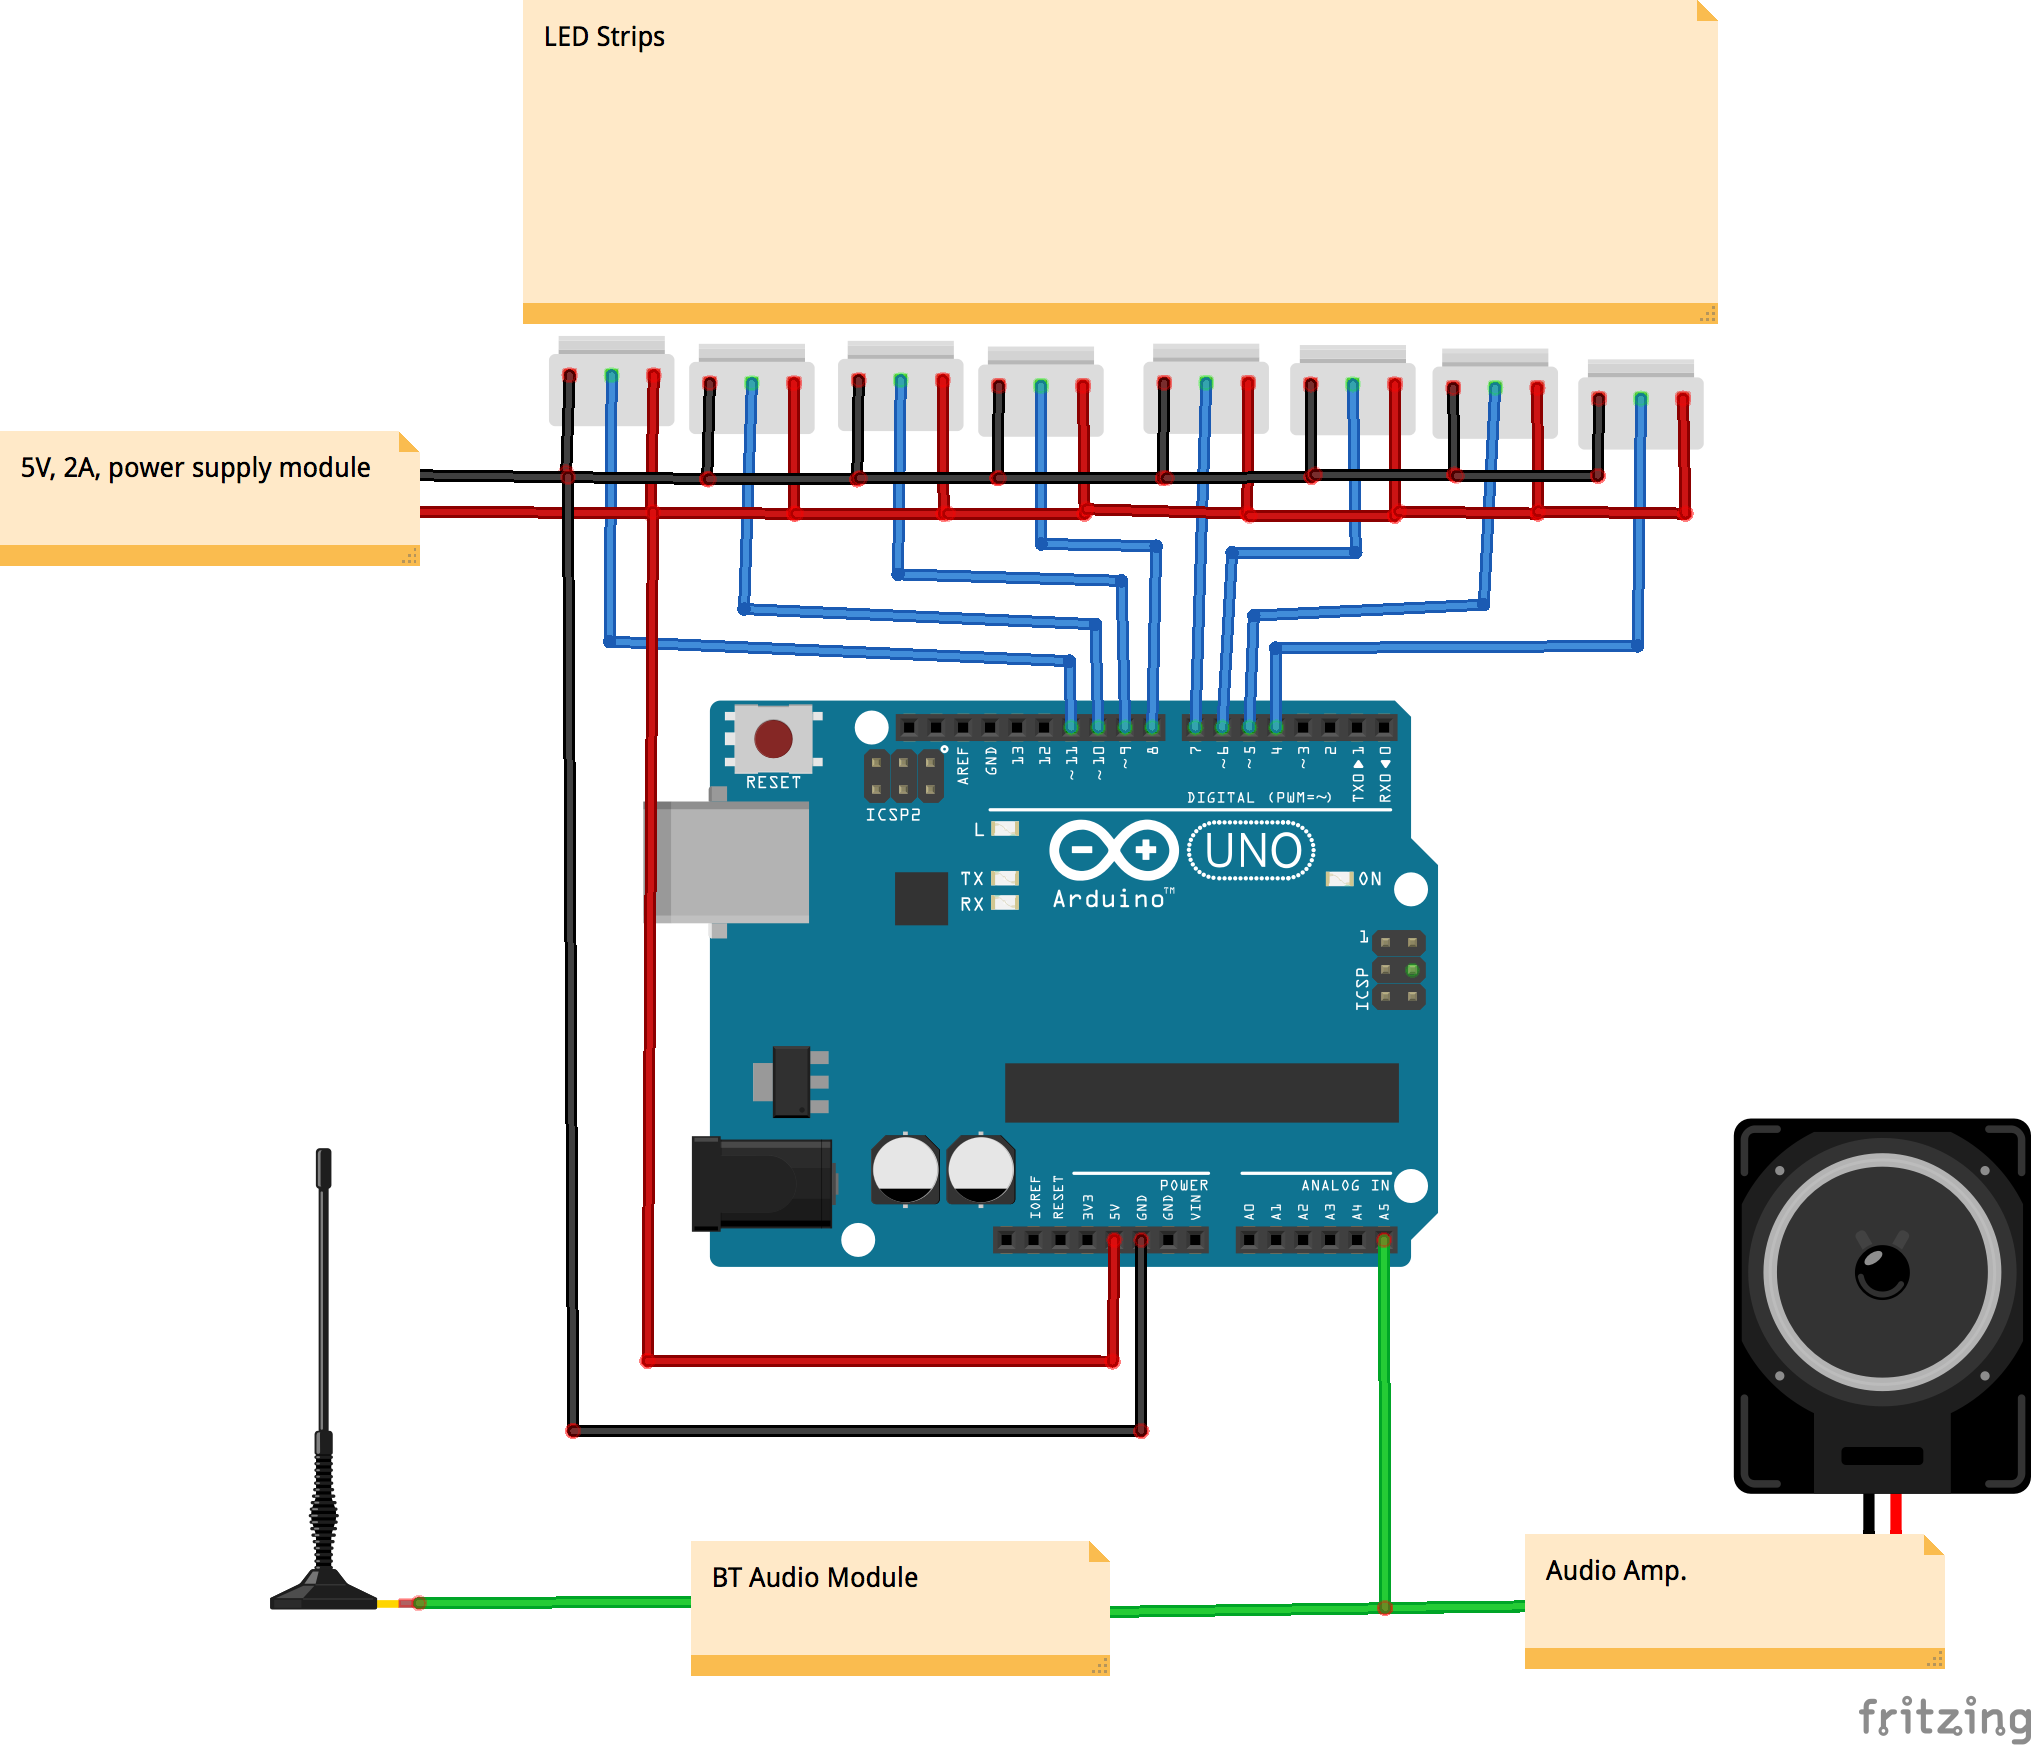 LED Strips
5V, 2A, power supply module
RESET
ICSP2
AREF
GND
13
12
~11
~10
~9
8
7
~6
~5
4
~3
2
TX0▶1
RX0◀0
DIGITAL (PWM=~)
L
TX
RX
Arduino™
UNO
ON
1
ICSP
IOREF
RESET
3V3
5V
GND
GND
VIN
POWER
ANALOG IN
A0
A1
A2
A3
A4
A5
BT Audio Module
Audio Amp.
fritzing